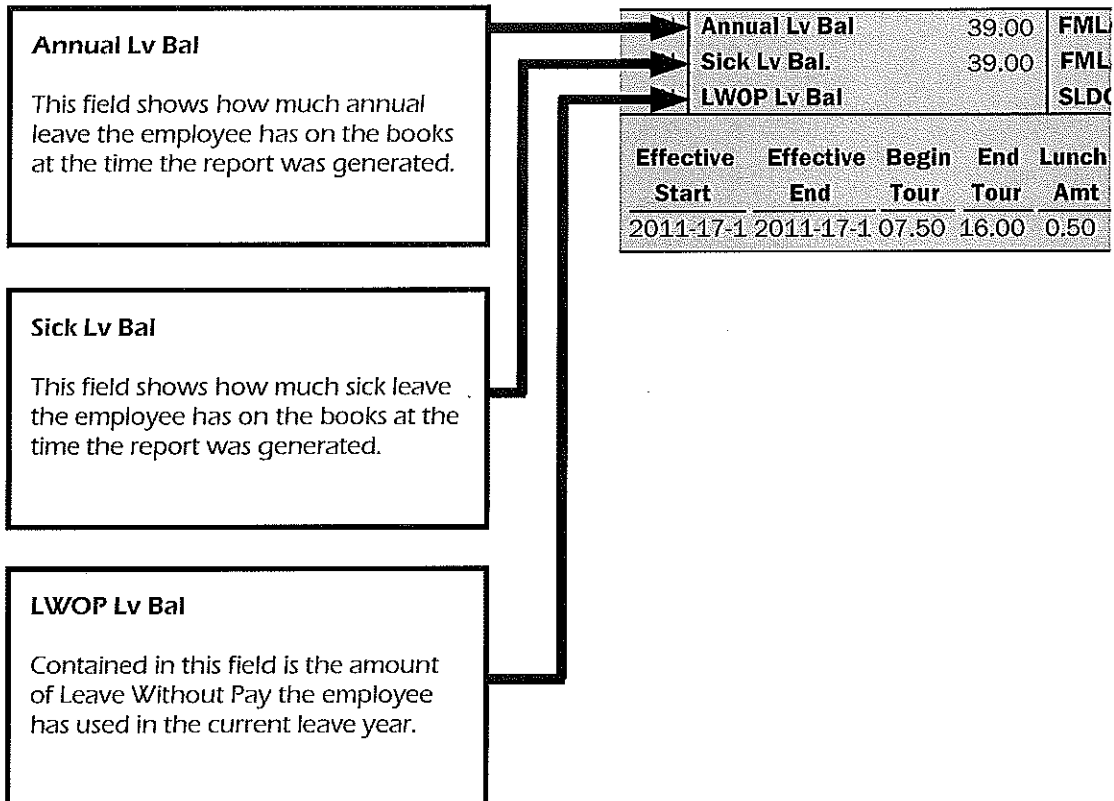 Annual Lv Bal
This field shows how much annual
leave the employee has on the books
at the time the report was generated.
Sick Lv Bal
This field shows how much sick leave
the employee has on the books at the
time the report was generated.
LWOP Lv Bal
Contained in this field is the amount
of Leave Without Pay the employee
has used in the current leave year.
Annual Lv Bal 39.00 FMLA
Sick Lv Bal. 39.00 FML
LWOP Lv Bal SLDC
Effective Effective Begin End Lunch
Start End Tour Tour Amt
2011-17-1 2011-17-1 07.50 16.00 0.50